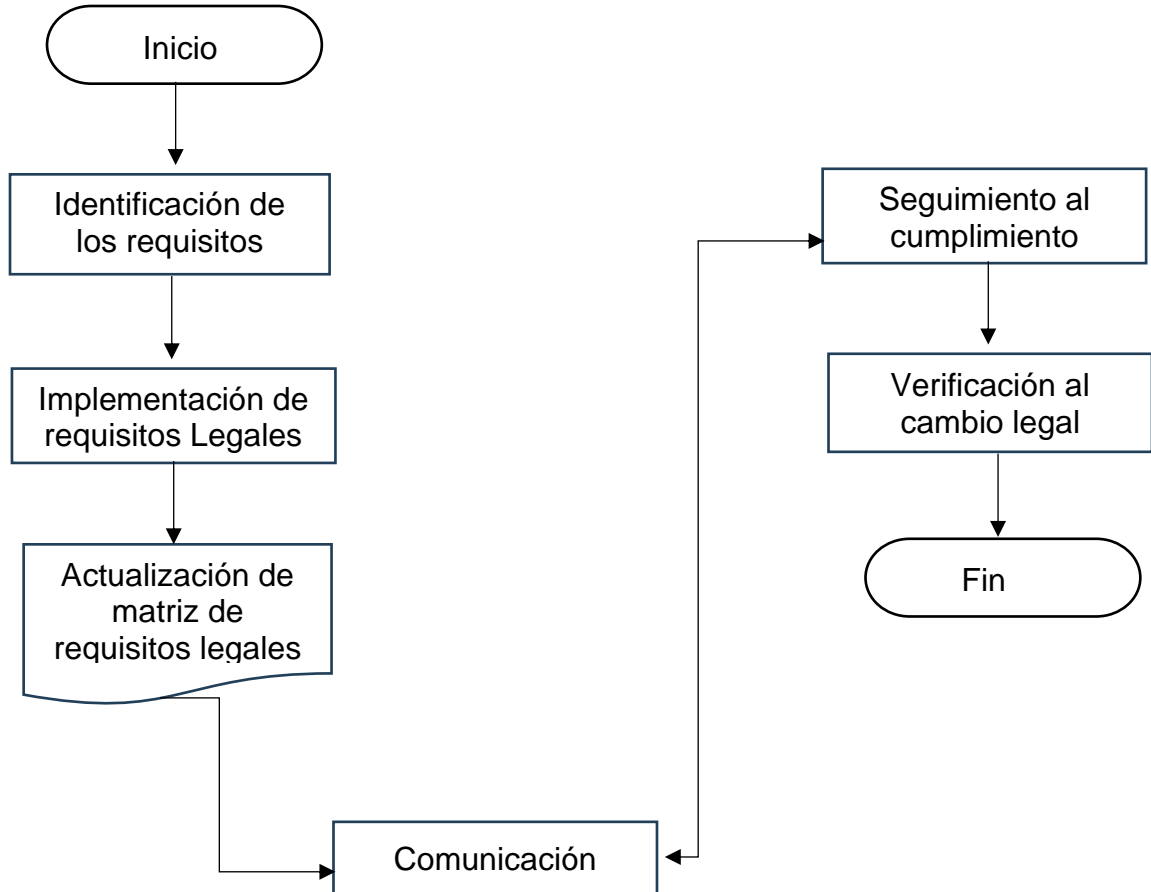 Inicio
Identificación de
los requisitos
Implementación de
requisitos Legales
Actualización de
matriz de
requisitos legales
Comunicación
Seguimiento al
cumplimiento
Verificación al
cambio legal
Fin